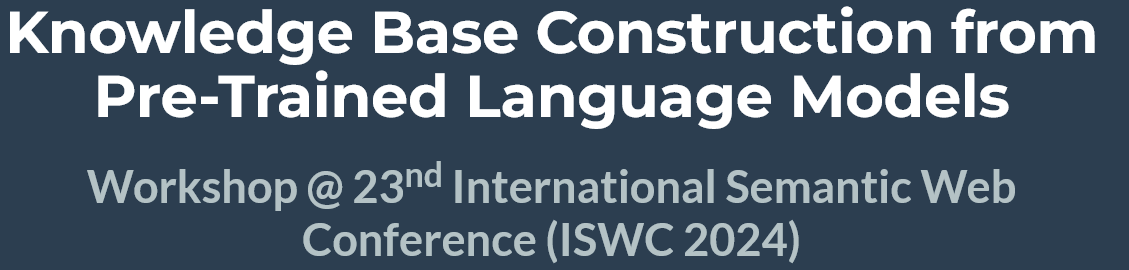 Knowledge Base Construction from
Pre-Trained Language Models
Workshop @ 23nd International Semantic Web
Conference (ISWC 2024)